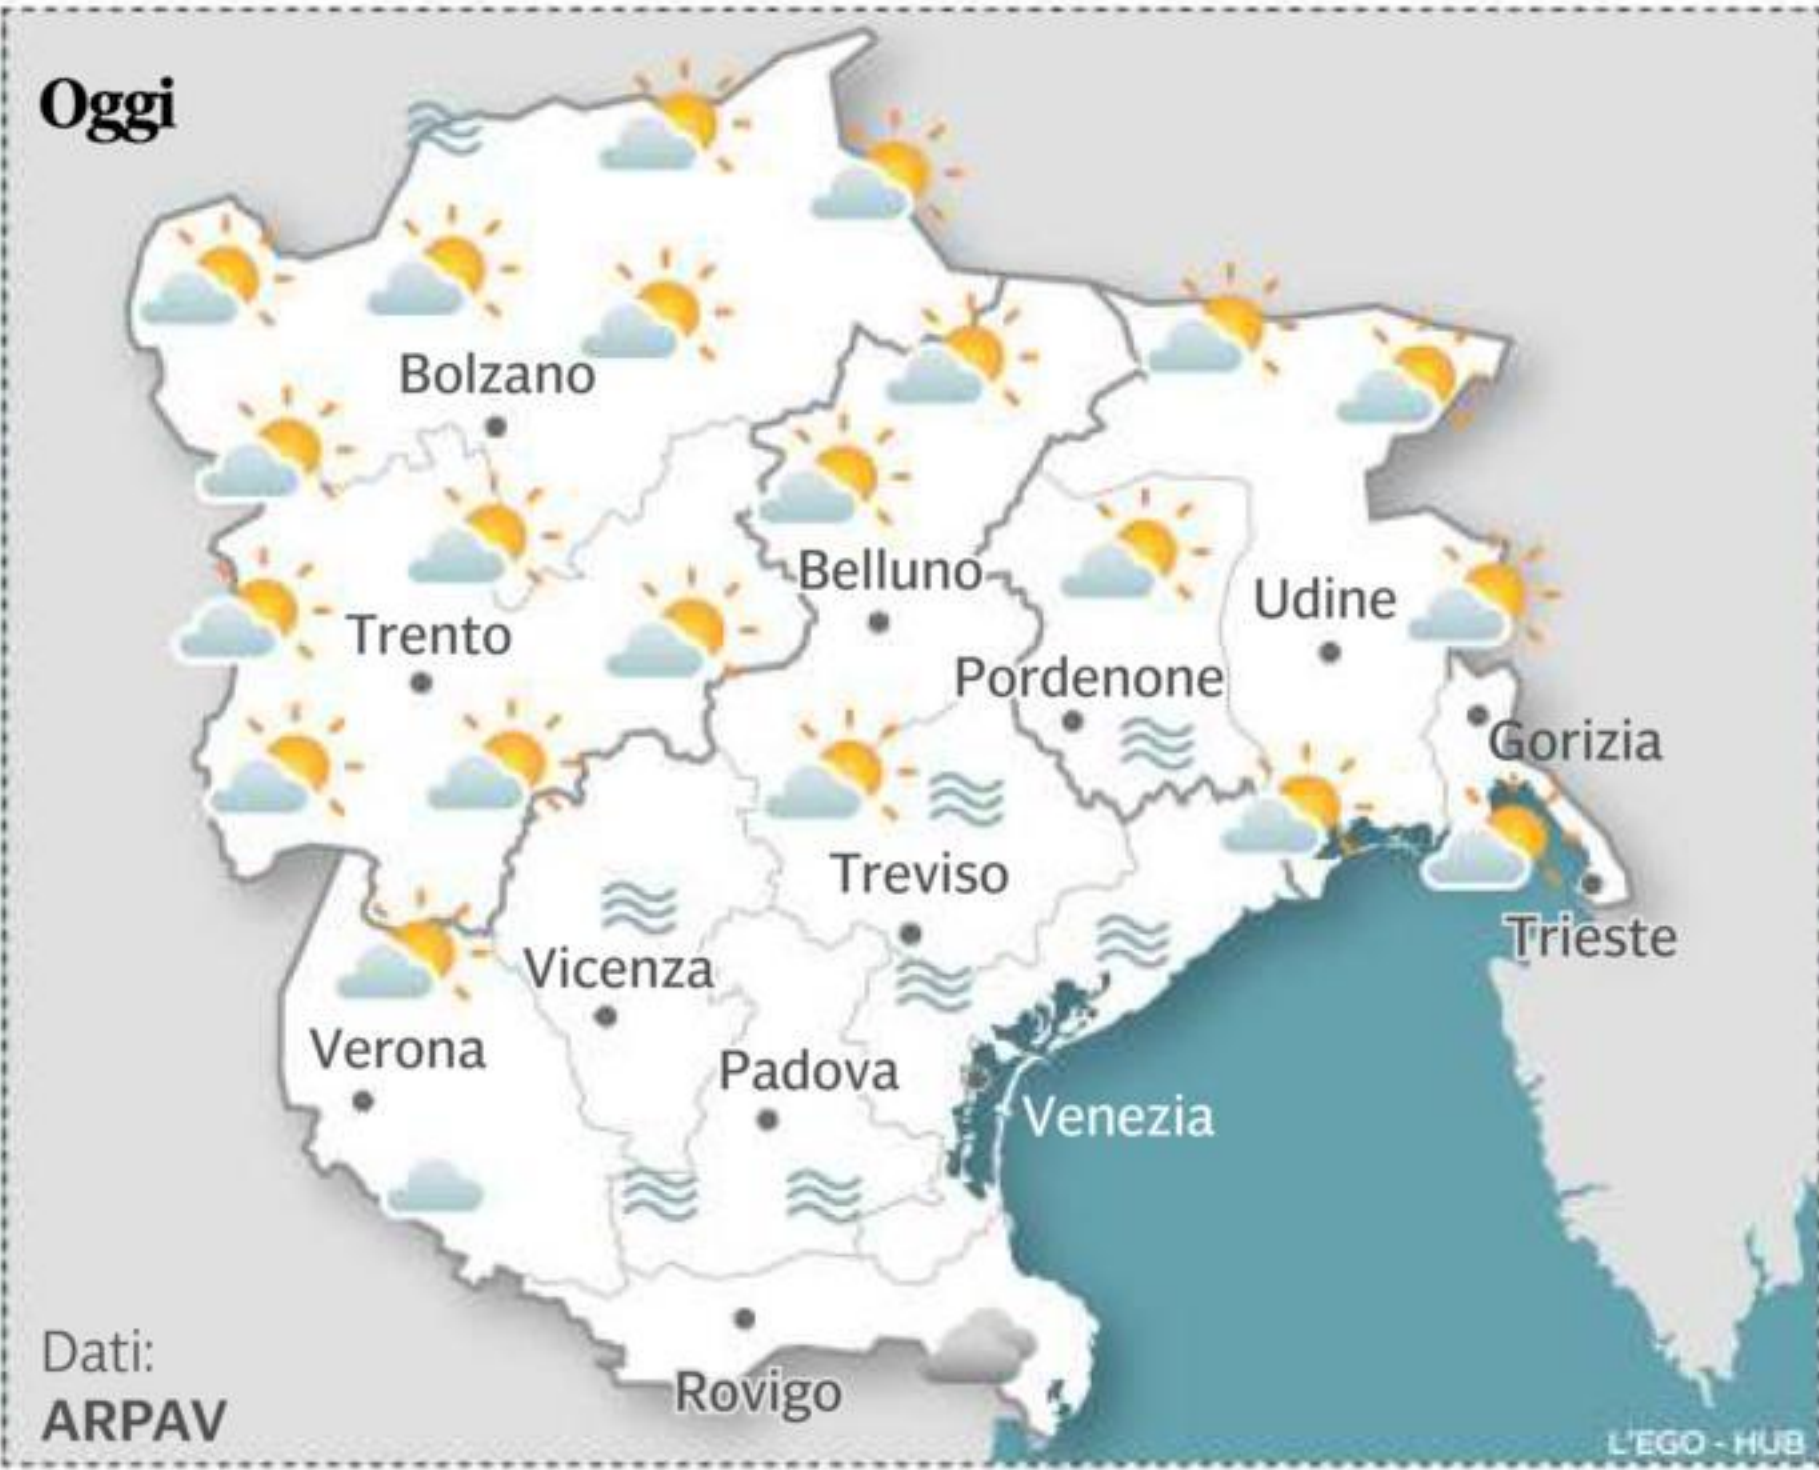 Oggi
Bolzano
Belluno
Udine
Trento
Pordenone
Gorizia
Treviso
Trieste
Vicenza
Verona
Padova
Venezia
Dati:
ARPAV
Rovigo
L'EGO - HUB